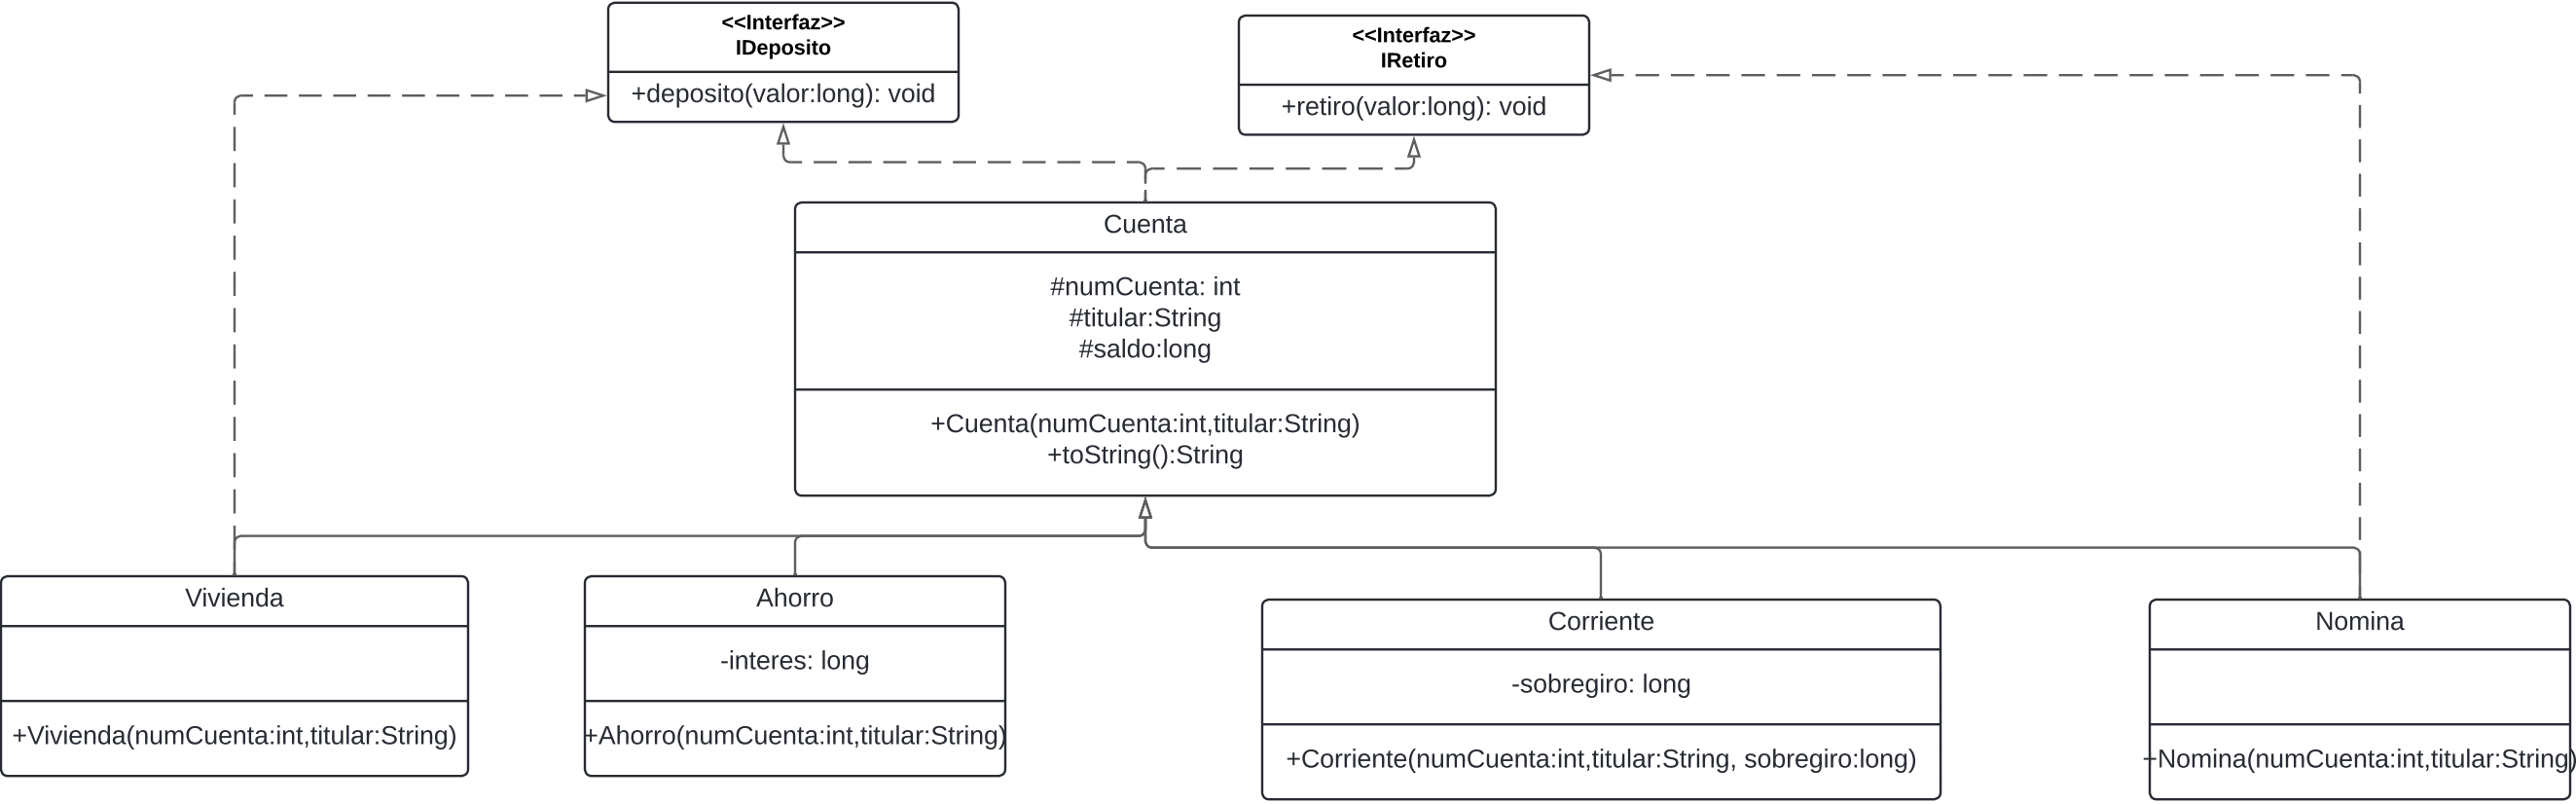 <<Interfaz>>
IDeposito
+deposito(valor:long): void
<<Interfaz>>
IRetiro
+retiro(valor:long): void
Cuenta
#numCuenta: int
#titular:String
#saldo:long
+Cuenta(numCuenta:int,titular:String)
+toString():String
Vivienda
+Vivienda(numCuenta:int,titular:String)
Ahorro
-interes: long
+Ahorro(numCuenta:int,titular:String)
Corriente
-sobregiro: long
+Corriente(numCuenta:int,titular:String, sobregiro:long)
Nomina
+Nomina(numCuenta:int,titular:String)